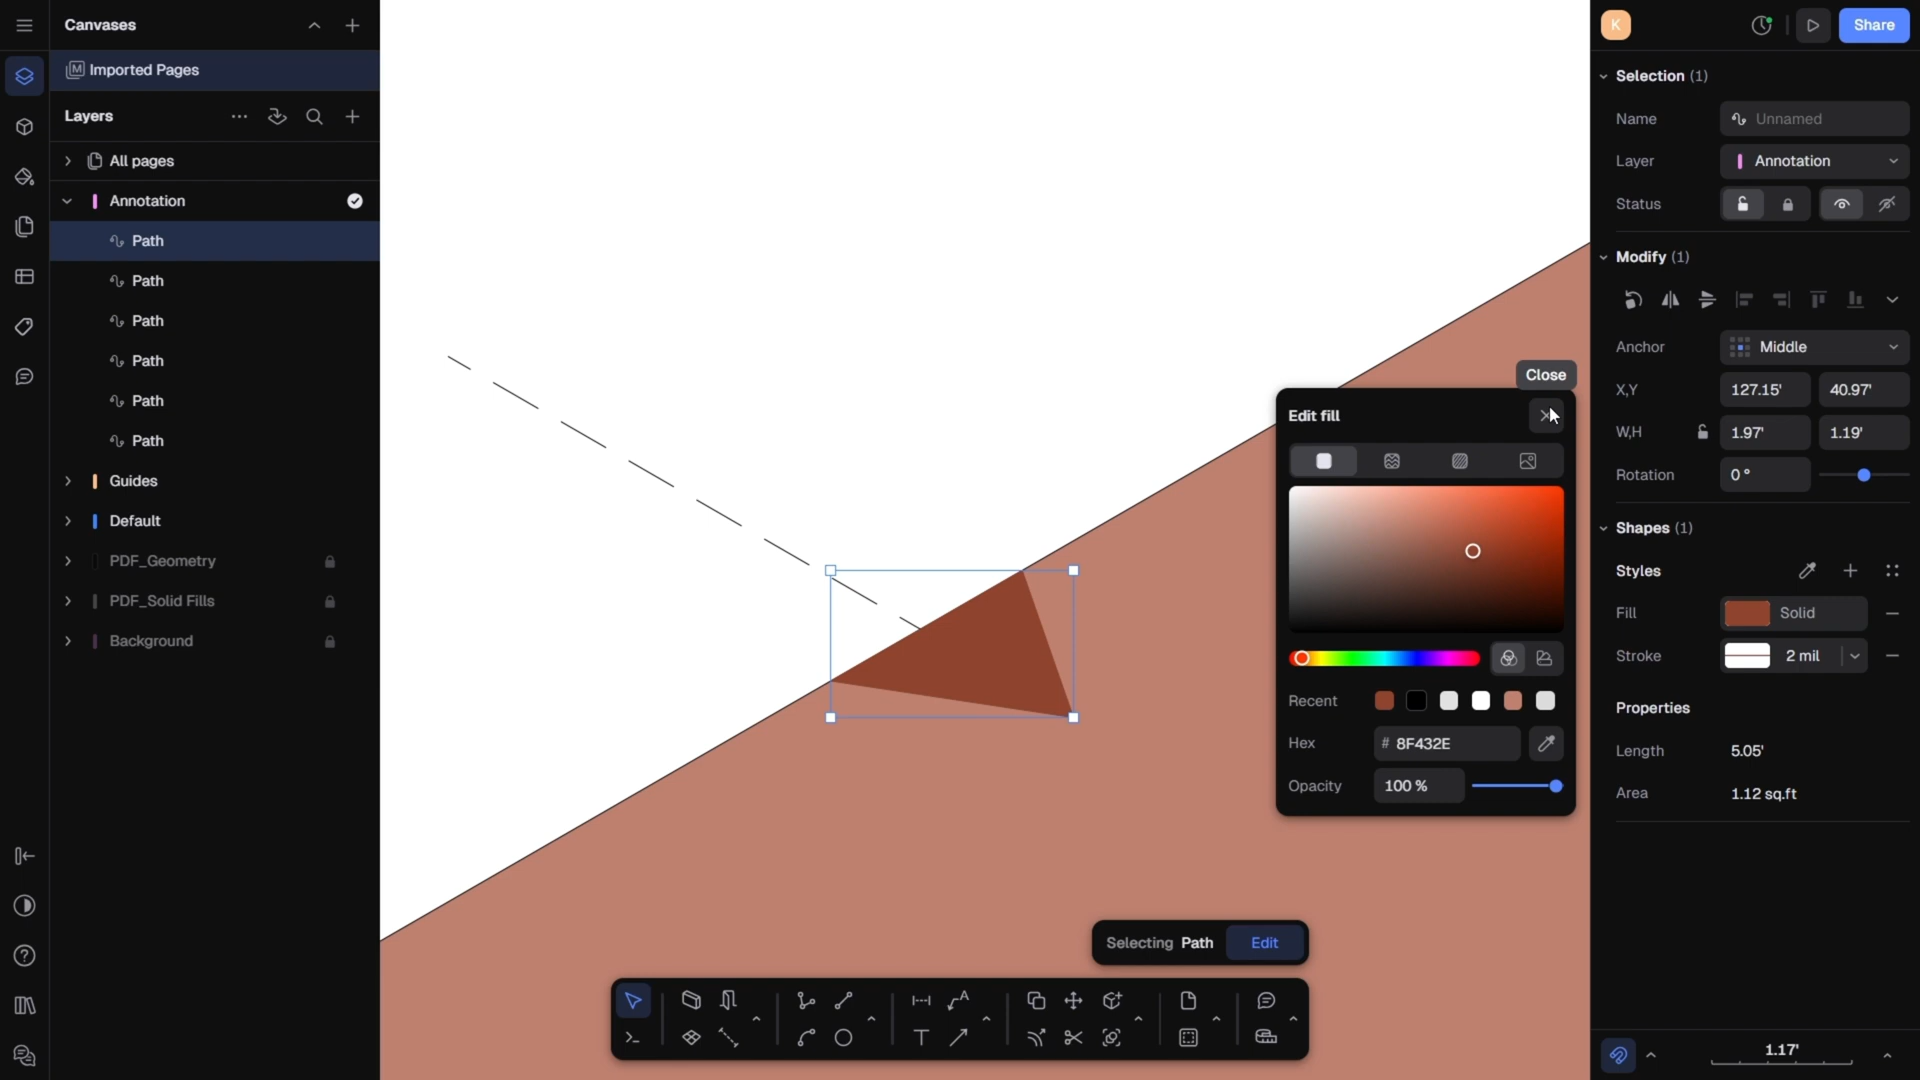 Canvases
Imported Pages
Layers
All pages
Annotation
Path
Path
Path
Path
Path
Path
Guides
Default
PDF_Geometry
PDF_Solid Fills
Background
Close
Edit fill
Recent
Hex # 8F432E
Opacity 100 %
Selecting Path Edit
K Share
Selection (1)
Name Unnamed
Layer Annotation
Status
Modify (1)
Anchor Middle
X,Y 127.15' 40.97'
W,H 1.97' 1.19'
Rotation 0 °
Shapes (1)
Styles
Fill Solid
Stroke 2 mil
Properties
Length 5.05'
Area 1.12 sq.ft
1.17'